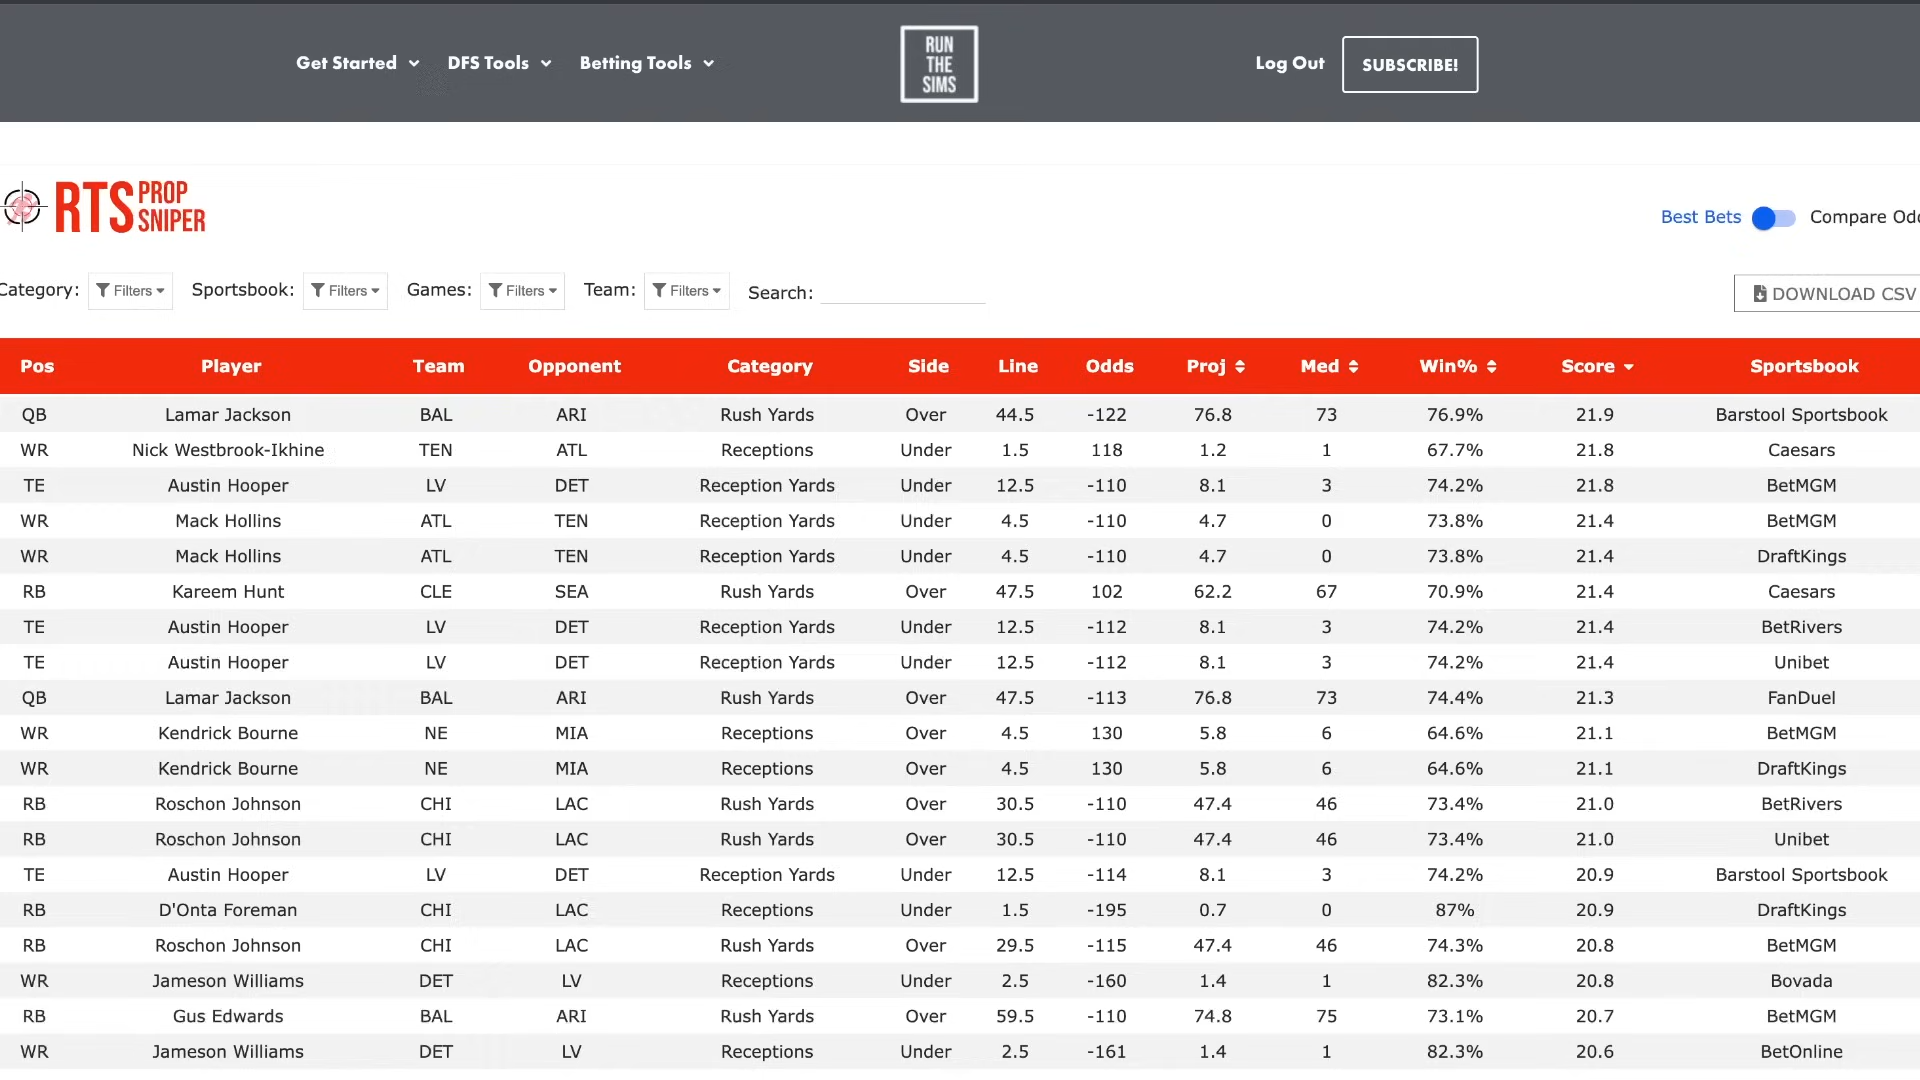 Get Started DFS Tools Betting Tools RUN THE SIMS Log Out SUBSCRIBE!
RTS PROP SNIPER
Best Bets Compare Odd
Category: Filters Sportsbook: Filters Games: Filters Team: Filters Search: DOWNLOAD CSV
Pos Player Team Opponent Category Side Line Odds Proj Med Win% Score Sportsbook
QB Lamar Jackson BAL ARI Rush Yards Over 44.5 -122 76.8 73 76.9% 21.9 Barstool Sportsbook
WR Nick Westbrook-Ikhine TEN ATL Receptions Under 1.5 118 1.2 1 67.7% 21.8 Caesars
TE Austin Hooper LV DET Reception Yards Under 12.5 -110 8.1 3 74.2% 21.8 BetMGM
WR Mack Hollins ATL TEN Reception Yards Under 4.5 -110 4.7 0 73.8% 21.4 BetMGM
WR Mack Hollins ATL TEN Reception Yards Under 4.5 -110 4.7 0 73.8% 21.4 DraftKings
RB Kareem Hunt CLE SEA Rush Yards Over 47.5 102 62.2 67 70.9% 21.4 Caesars
TE Austin Hooper LV DET Reception Yards Under 12.5 -112 8.1 3 74.2% 21.4 BetRivers
TE Austin Hooper LV DET Reception Yards Under 12.5 -112 8.1 3 74.2% 21.4 Unibet
QB Lamar Jackson BAL ARI Rush Yards Over 47.5 -113 76.8 73 74.4% 21.3 FanDuel
WR Kendrick Bourne NE MIA Receptions Over 4.5 130 5.8 6 64.6% 21.1 BetMGM
WR Kendrick Bourne NE MIA Receptions Over 4.5 130 5.8 6 64.6% 21.1 DraftKings
RB Roschon Johnson CHI LAC Rush Yards Over 30.5 -110 47.4 46 73.4% 21.0 BetRivers
RB Roschon Johnson CHI LAC Rush Yards Over 30.5 -110 47.4 46 73.4% 21.0 Unibet
TE Austin Hooper LV DET Reception Yards Under 12.5 -114 8.1 3 74.2% 20.9 Barstool Sportsbook
RB D'Onta Foreman CHI LAC Receptions Under 1.5 -195 0.7 0 87% 20.9 DraftKings
RB Roschon Johnson CHI LAC Rush Yards Over 29.5 -115 47.4 46 74.3% 20.8 BetMGM
WR Jameson Williams DET LV Receptions Under 2.5 -160 1.4 1 82.3% 20.8 Bovada
RB Gus Edwards BAL ARI Rush Yards Over 59.5 -110 74.8 75 73.1% 20.7 BetMGM
WR Jameson Williams DET LV Receptions Under 2.5 -161 1.4 1 82.3% 20.6 BetOnline